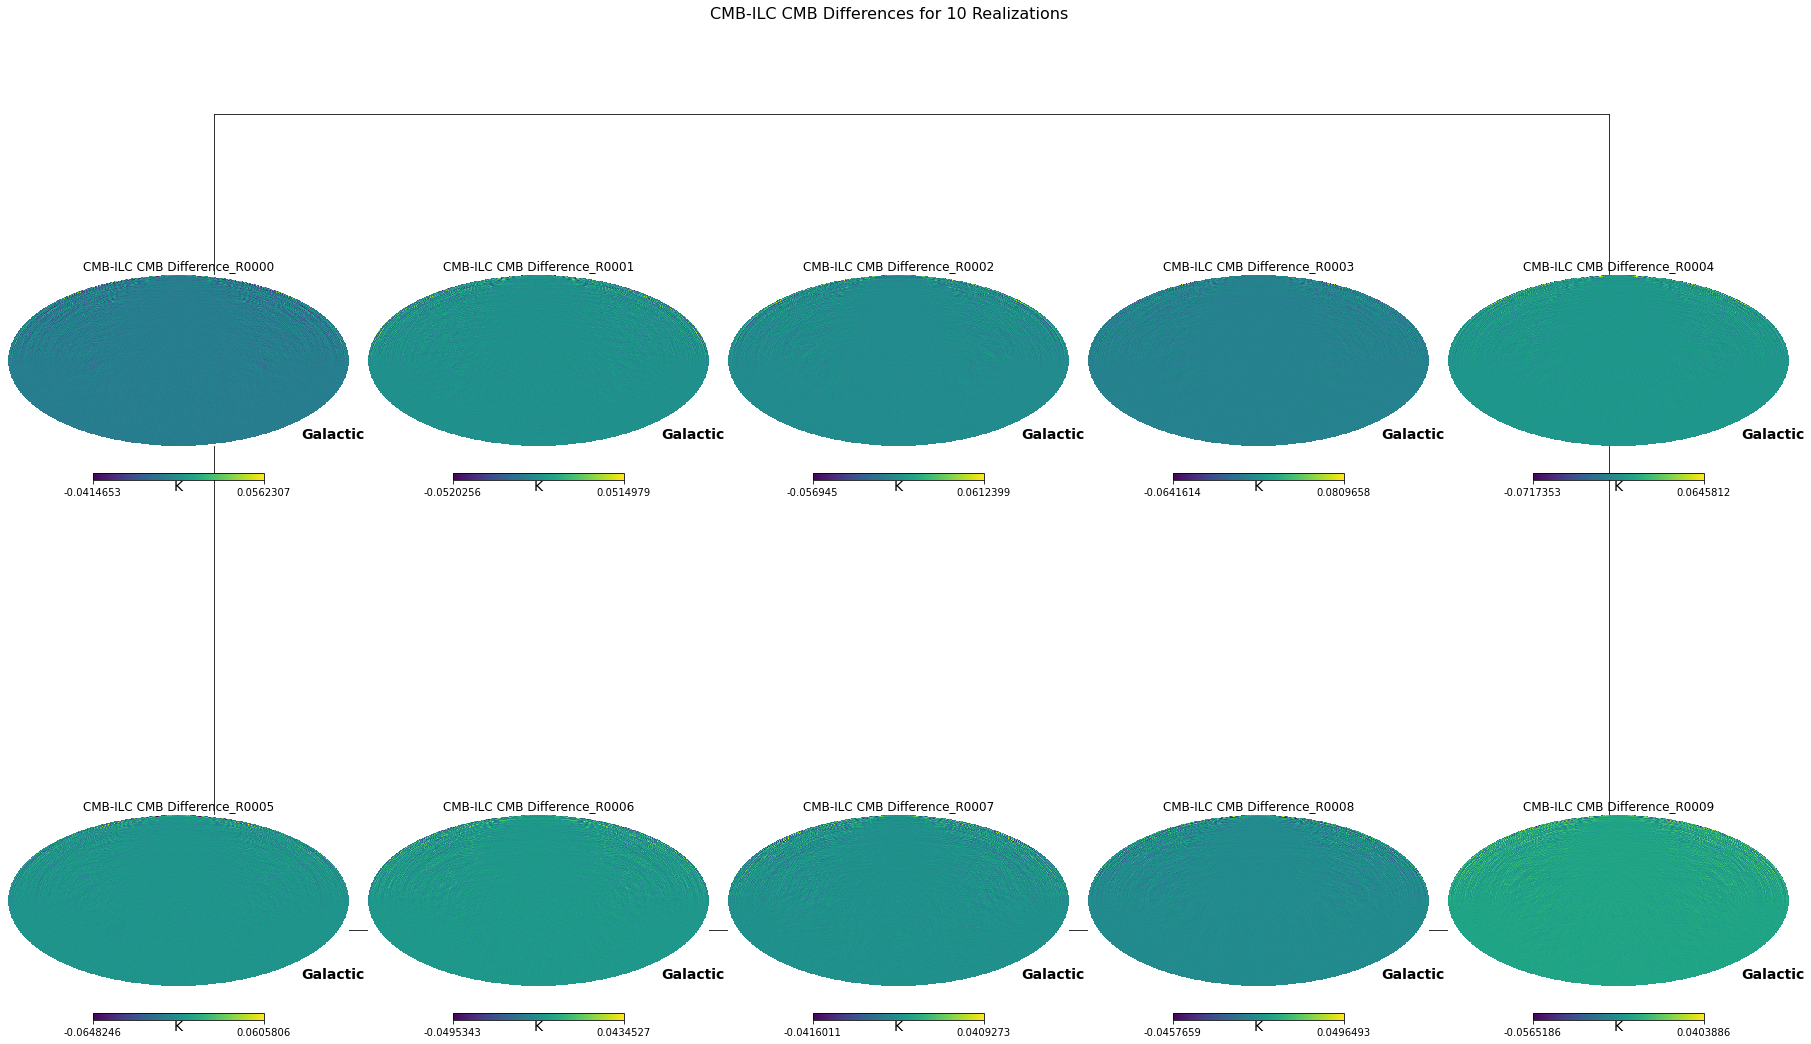 CMB-ILC CMB Differences for 10 Realizations
CMB-ILC CMB Difference_R0000
CMB-ILC CMB Difference_R0001
CMB-ILC CMB Difference_R0002
CMB-ILC CMB Difference_R0003
CMB-ILC CMB Difference_R0004
Galactic
Galactic
Galactic
Galactic
Galactic
-0.0414653 K 0.0562307
-0.0520256 K 0.0514979
-0.056945 K 0.0612399
-0.0641614 K 0.0809658
-0.0717353 K 0.0645812
CMB-ILC CMB Difference_R0005
CMB-ILC CMB Difference_R0006
CMB-ILC CMB Difference_R0007
CMB-ILC CMB Difference_R0008
CMB-ILC CMB Difference_R0009
Galactic
Galactic
Galactic
Galactic
Galactic
-0.0648246 K 0.0605806
-0.0495343 K 0.0434527
-0.0416011 K 0.0409273
-0.0457659 K 0.0496493
-0.0565186 K 0.0403886